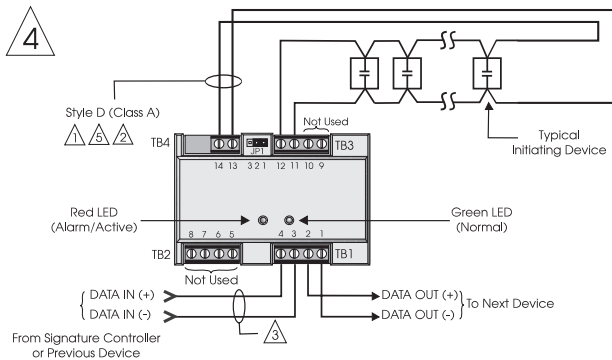 4
Style D (Class A)
1 5 2
Not Used
TB4
JP1
TB3
14 13 3 2 1 12 11 10 9
Typical
Initiating Device
Red LED
(Alarm/Active)
Green LED
(Normal)
8 7 6 5 4 3 2 1
TB2
TB1
Not Used
DATA IN (+)
DATA OUT (+)
To Next Device
DATA IN (-)
DATA OUT (-)
3
From Signature Controller
or Previous Device